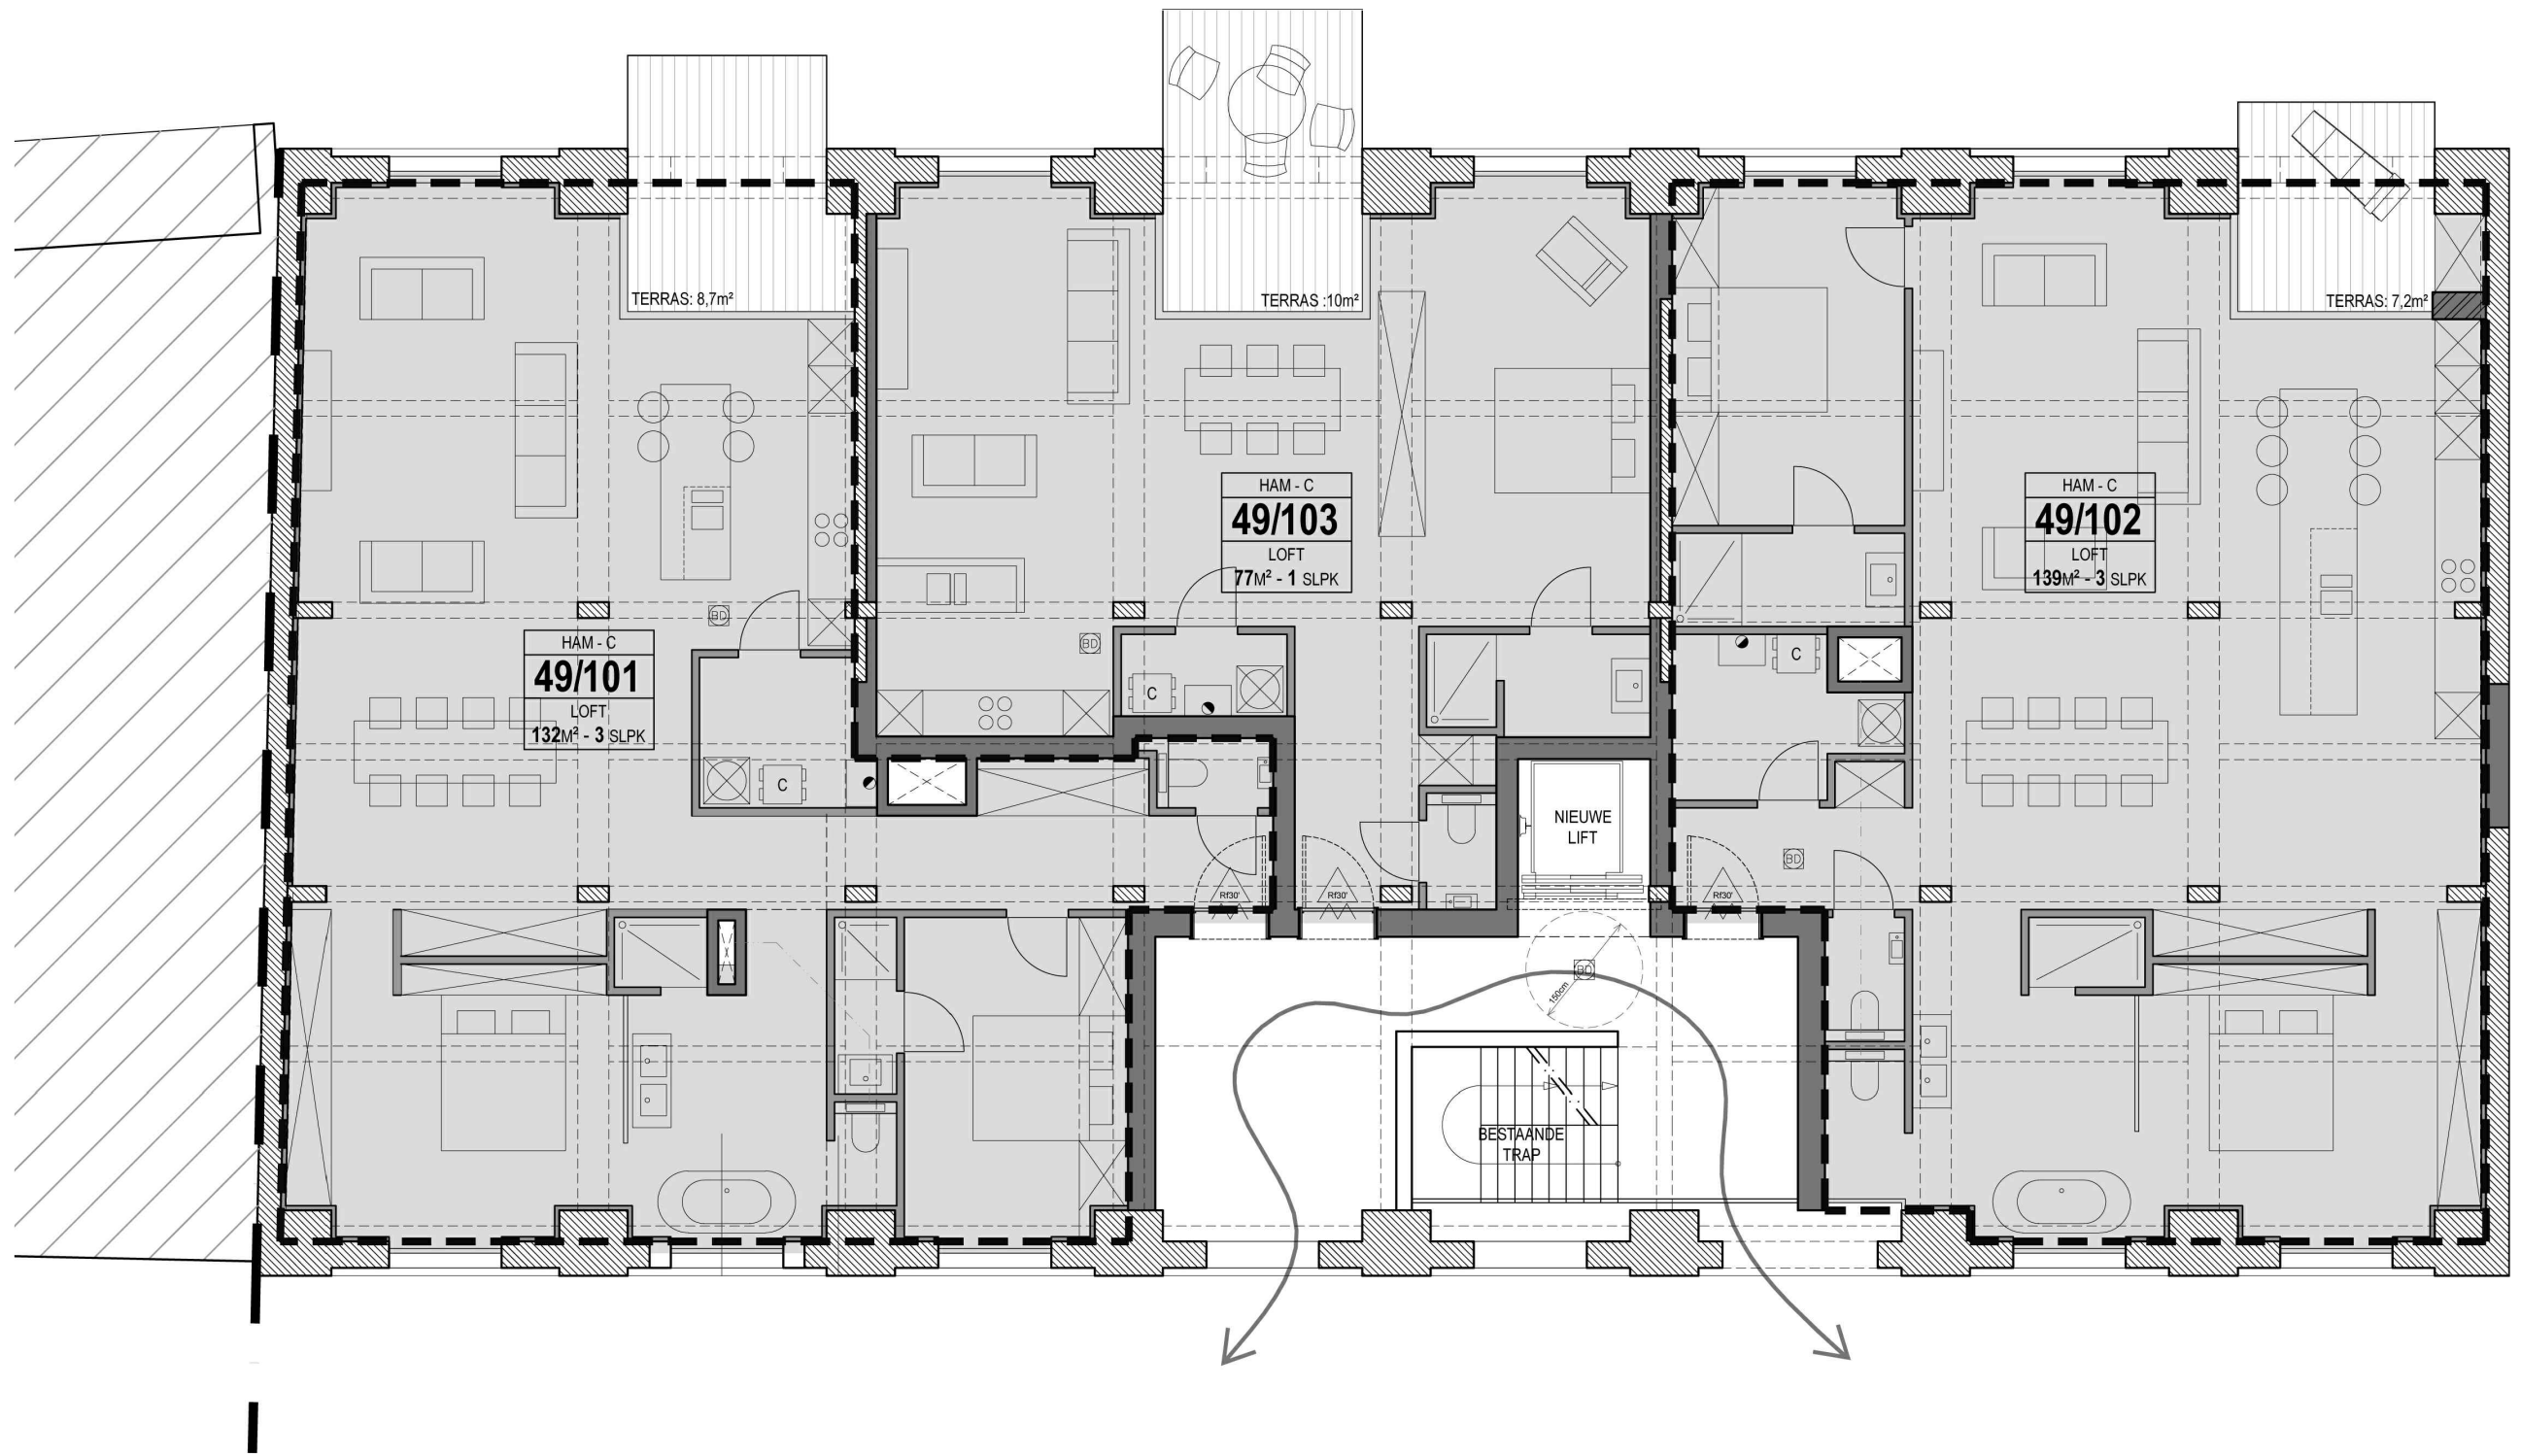 TERRAS: 8,7m²
TERRAS :10m²
TERRAS: 7,2m²
HAM - C
49/103
LOFT
77M² - 1 SLPK
HAM - C
49/102
LOFT
139M² - 3 SLPK
BD
HAM - C
49/101
LOFT
132M² - 3 SLPK
BD
C
C
C
NIEUWE
LIFT
BD
Rf30'
Rf30'
Rf30'
BD
150cm
BESTAANDE
TRAP